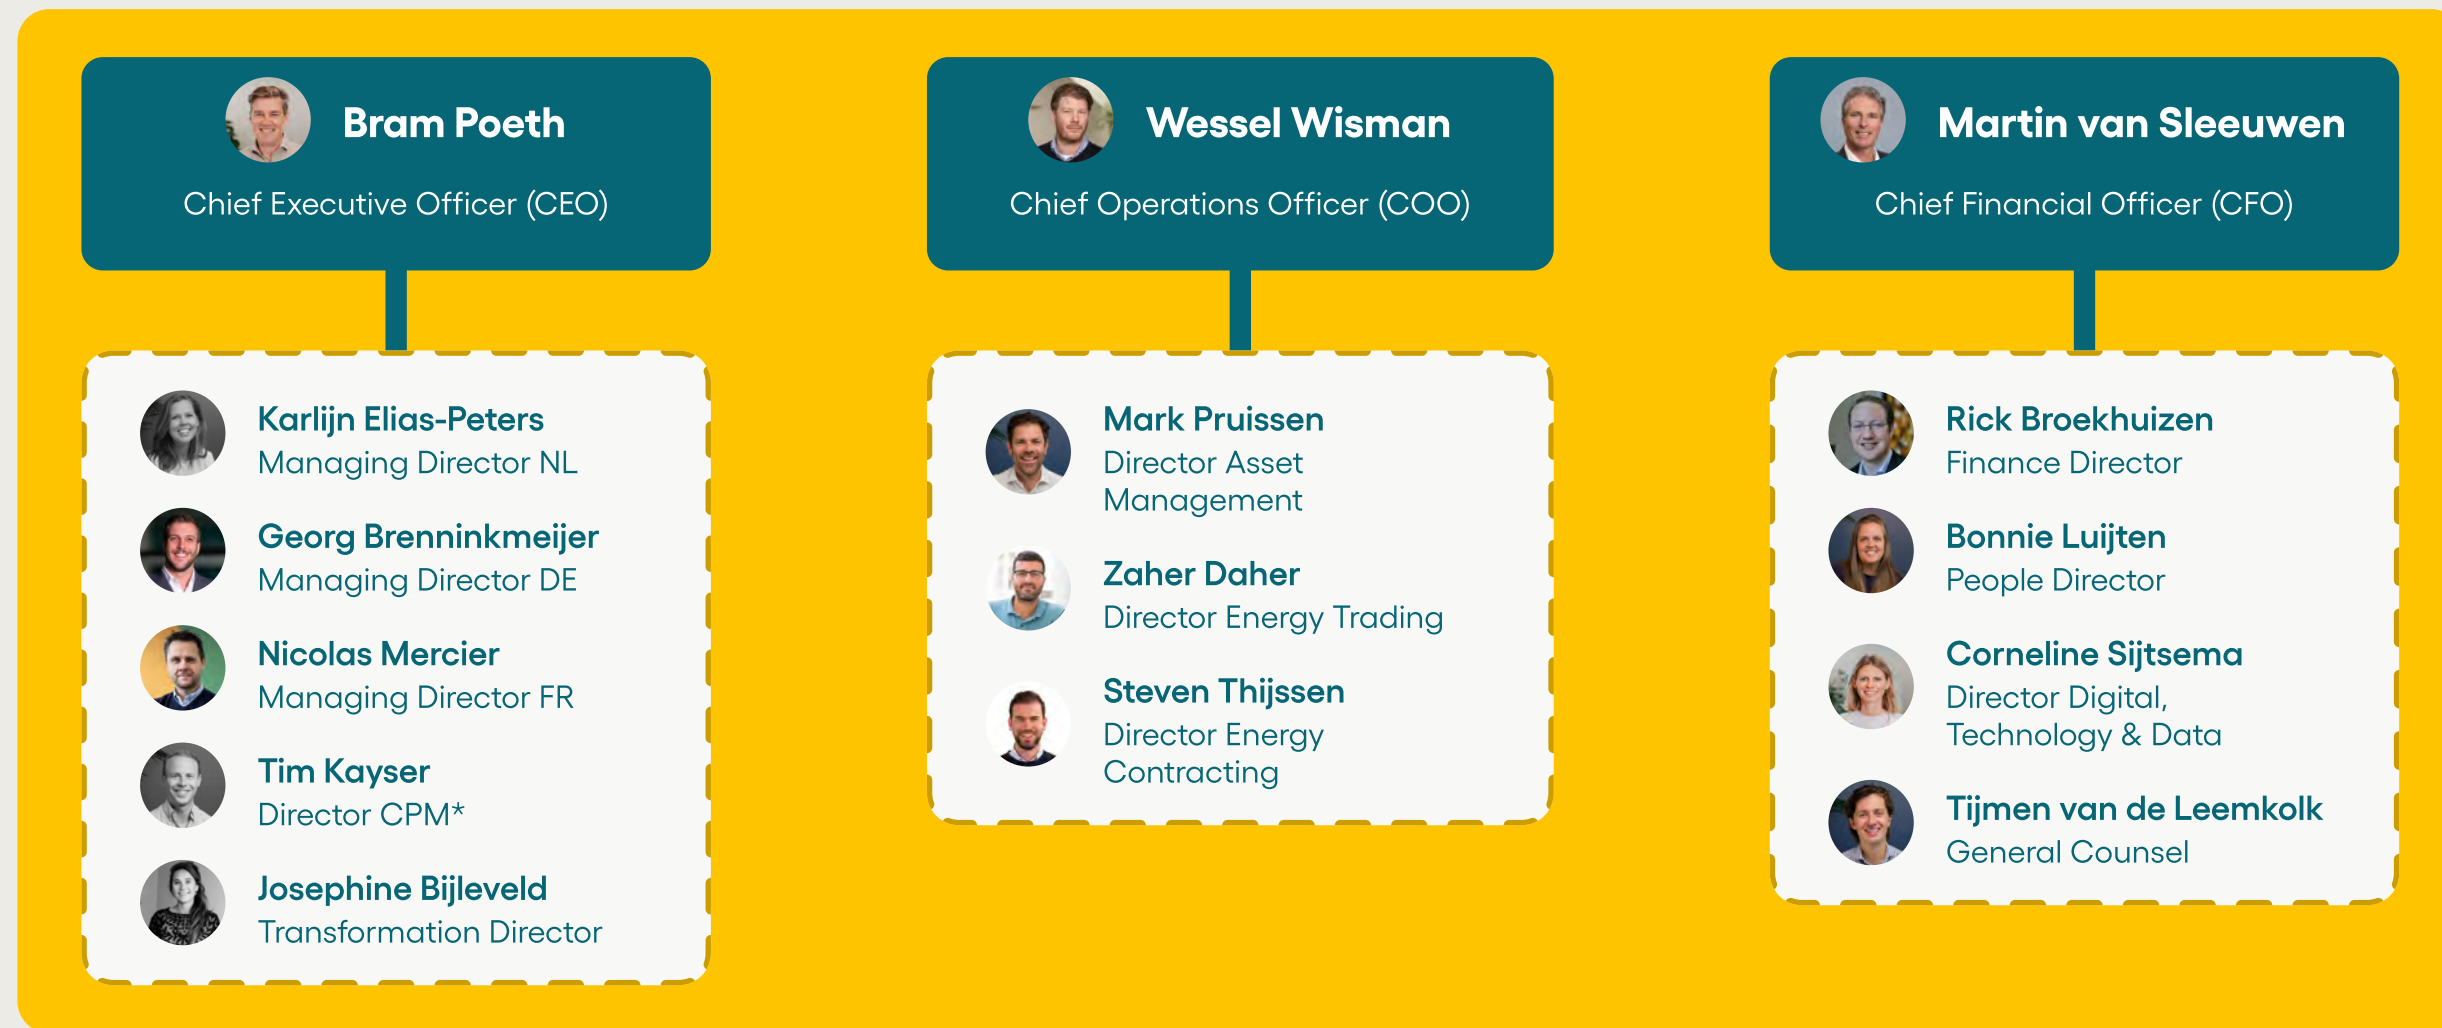 Bram Poeth
Chief Executive Officer (CEO)
Karlijn Elias-Peters
Managing Director NL
Georg Brenninkmeijer
Managing Director DE
Nicolas Mercier
Managing Director FR
Tim Kayser
Director CPM*
Josephine Bijleveld
Transformation Director
Wessel Wisman
Chief Operations Officer (COO)
Mark Pruissen
Director Asset
Management
Zaher Daher
Director Energy Trading
Steven Thijssen
Director Energy
Contracting
Martin van Sleeuwen
Chief Financial Officer (CFO)
Rick Broekhuizen
Finance Director
Bonnie Luijten
People Director
Corneline Sijtsema
Director Digital,
Technology & Data
Tijmen van de Leemkolk
General Counsel